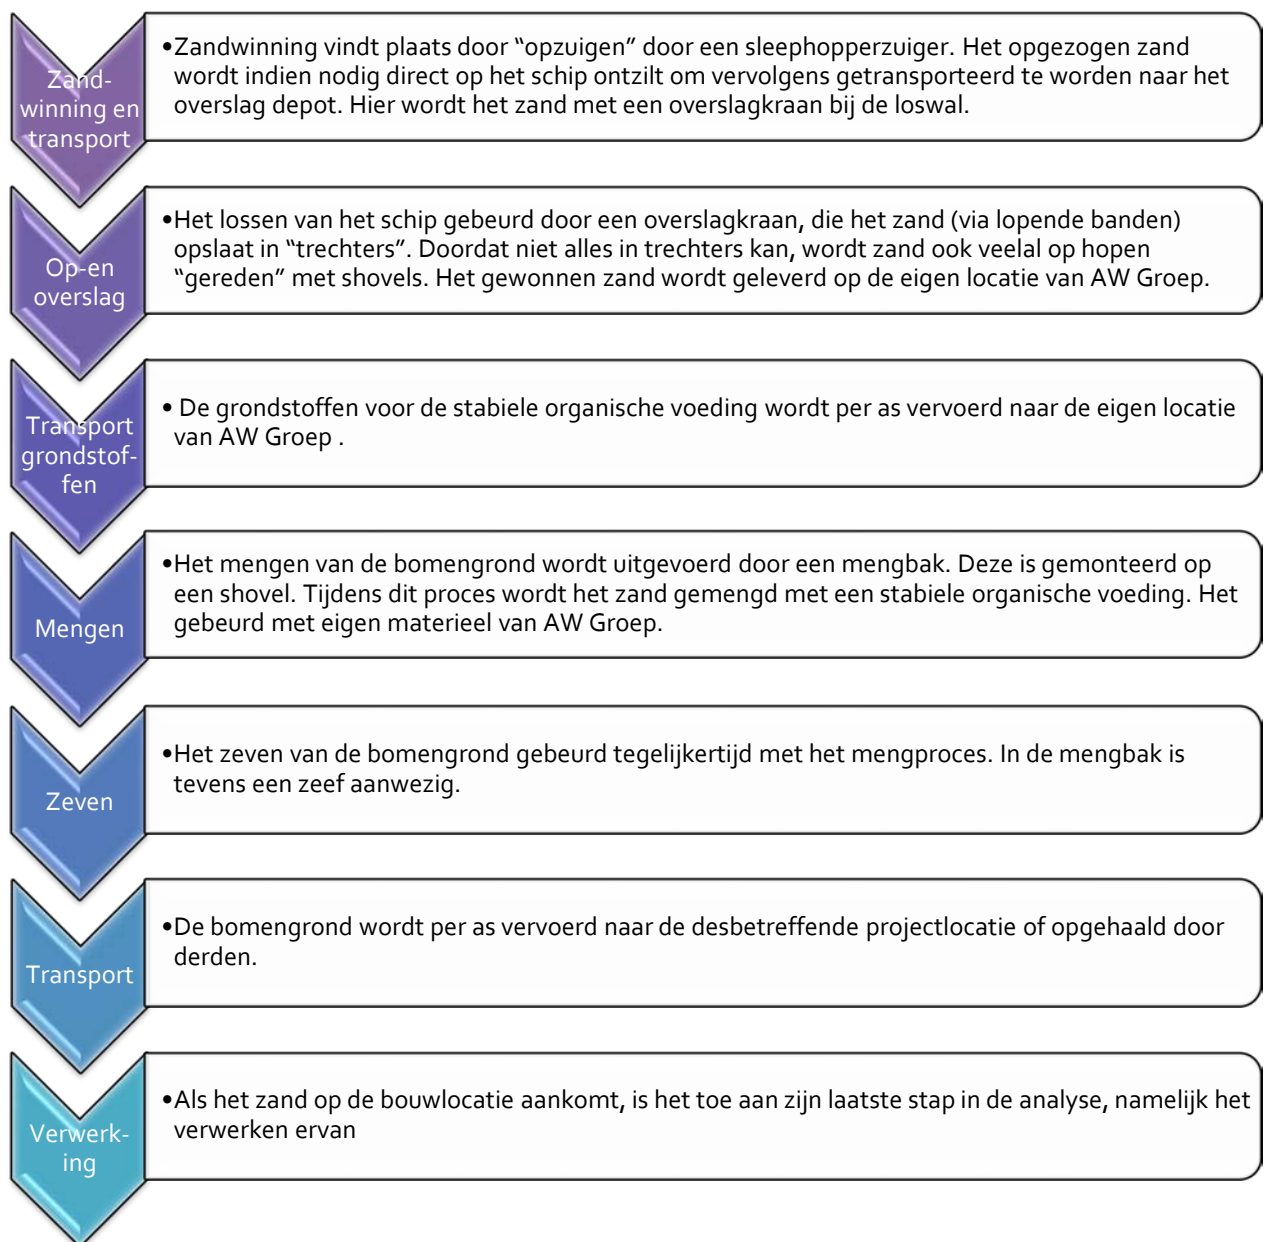 Zand-
winning en
transport
•Zandwinning vindt plaats door “opzuigen” door een sleephopperzuiger. Het opgezogen zand
wordt indien nodig direct op het schip ontzilt om vervolgens getransporteerd te worden naar het
overslag depot. Hier wordt het zand met een overslagkraan bij de loswal.
Op-en
overslag
•Het lossen van het schip gebeurd door een overslagkraan, die het zand (via lopende banden)
opslaat in “trechters”. Doordat niet alles in trechters kan, wordt zand ook veelal op hopen
“gereden” met shovels. Het gewonnen zand wordt geleverd op de eigen locatie van AW Groep.
Transport
grondstof-
fen
• De grondstoffen voor de stabiele organische voeding wordt per as vervoerd naar de eigen locatie
van AW Groep .
Mengen
•Het mengen van de bomengrond wordt uitgevoerd door een mengbak. Deze is gemonteerd op
een shovel. Tijdens dit proces wordt het zand gemengd met een stabiele organische voeding. Het
gebeurd met eigen materieel van AW Groep.
Zeven
•Het zeven van de bomengrond gebeurd tegelijkertijd met het mengproces. In de mengbak is
tevens een zeef aanwezig.
Transport
•De bomengrond wordt per as vervoerd naar de desbetreffende projectlocatie of opgehaald door
derden.
Verwerk-
ing
•Als het zand op de bouwlocatie aankomt, is het toe aan zijn laatste stap in de analyse, namelijk het
verwerken ervan